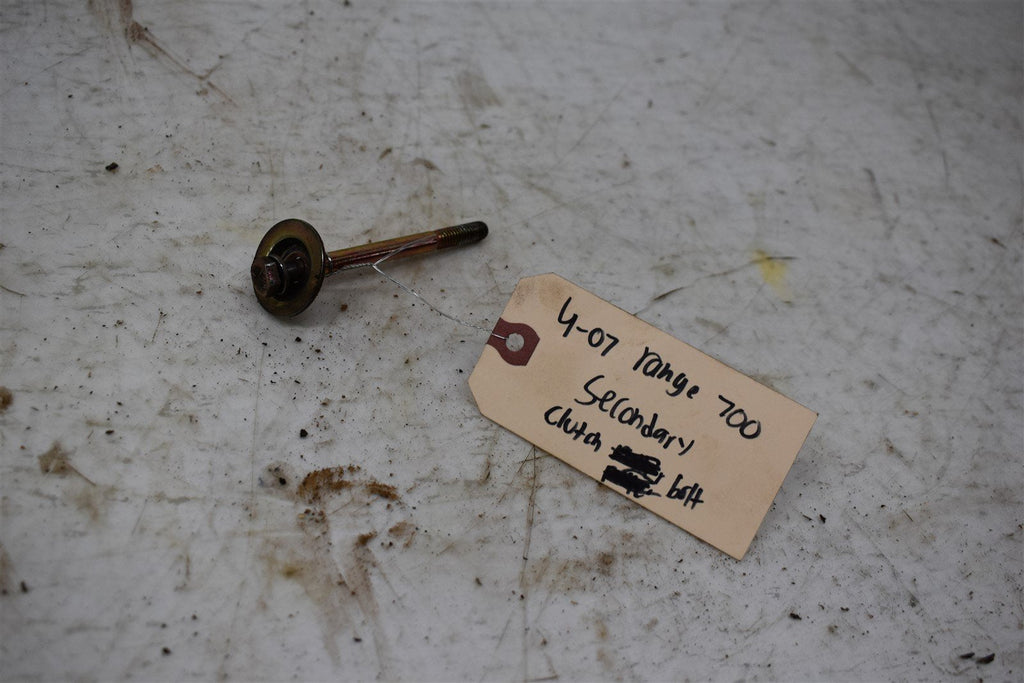 4-07 range 700
Secondary
Clutch bolt